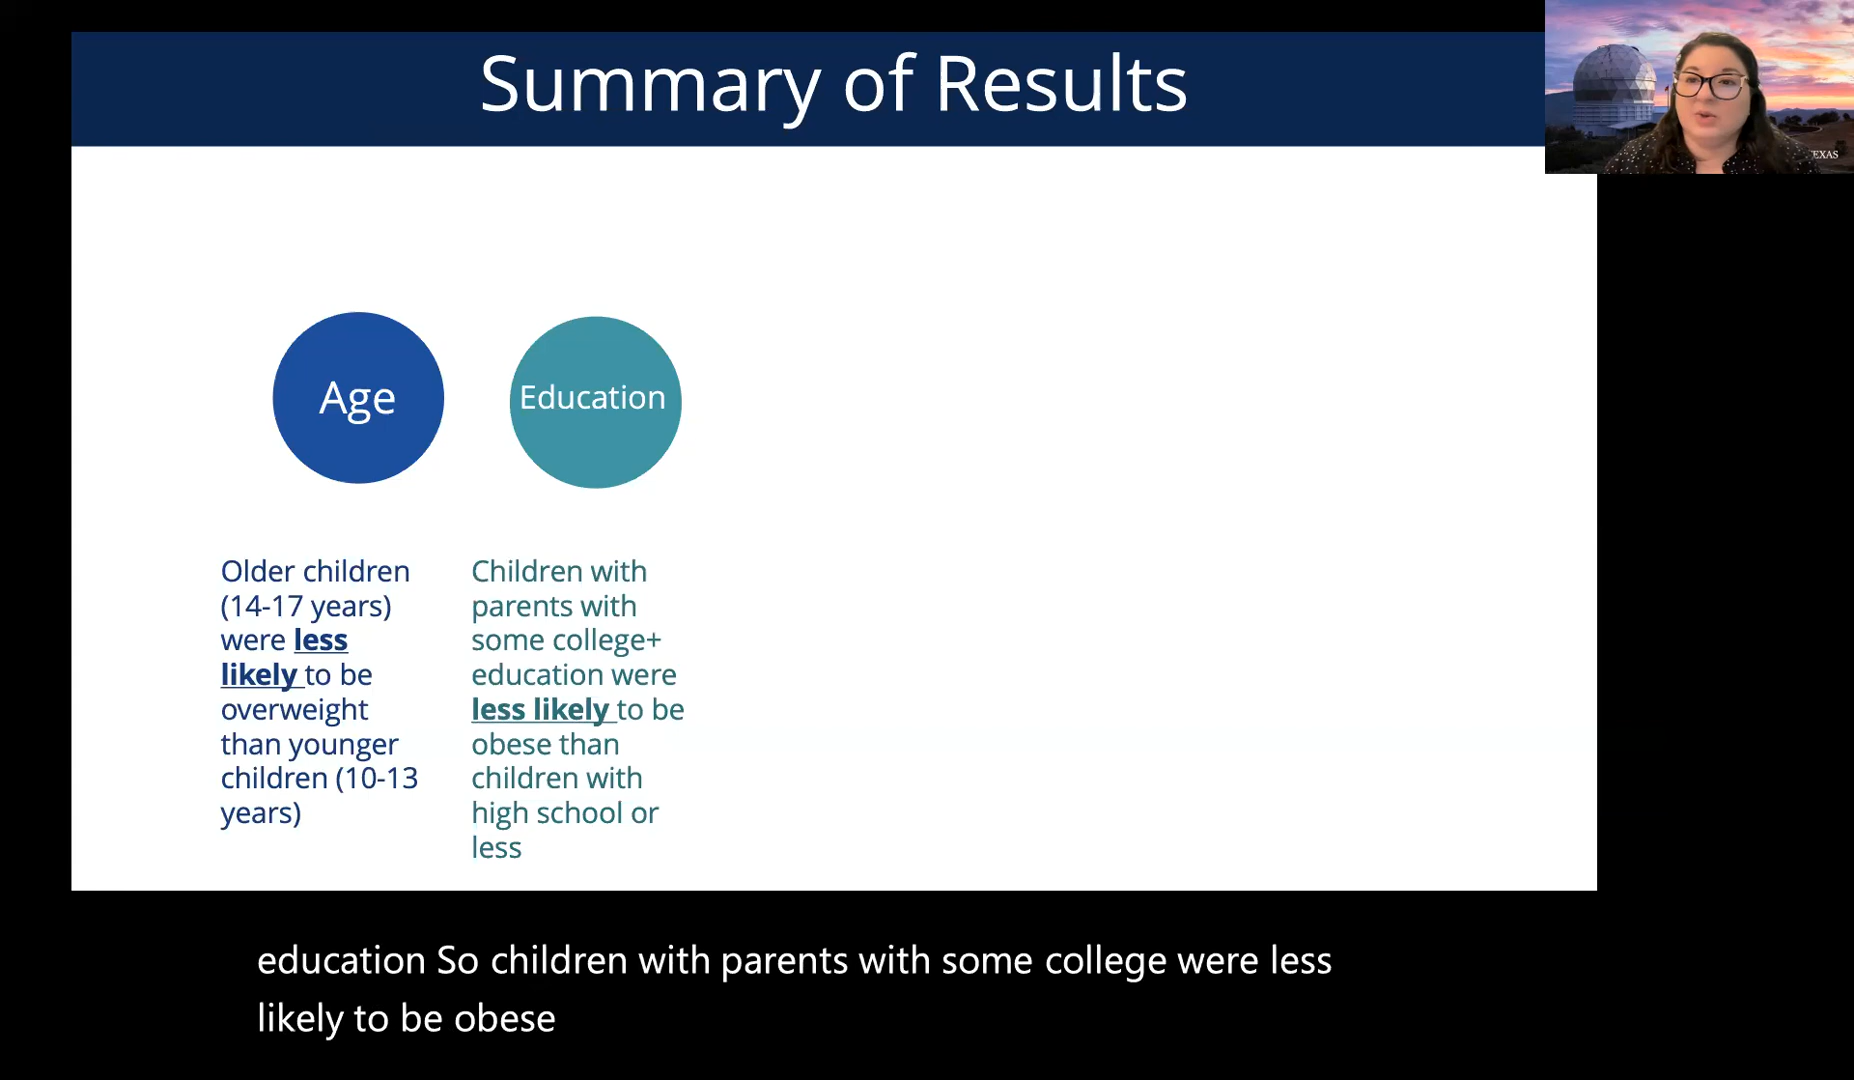 Summary of Results
EXAS
Age
Education
Older children
(14-17 years)
were less
likely to be
overweight
than younger
children (10-13
years)
Children with
parents with
some college+
education were
less likely to be
obese than
children with
high school or
less
education So children with parents with some college were less
likely to be obese